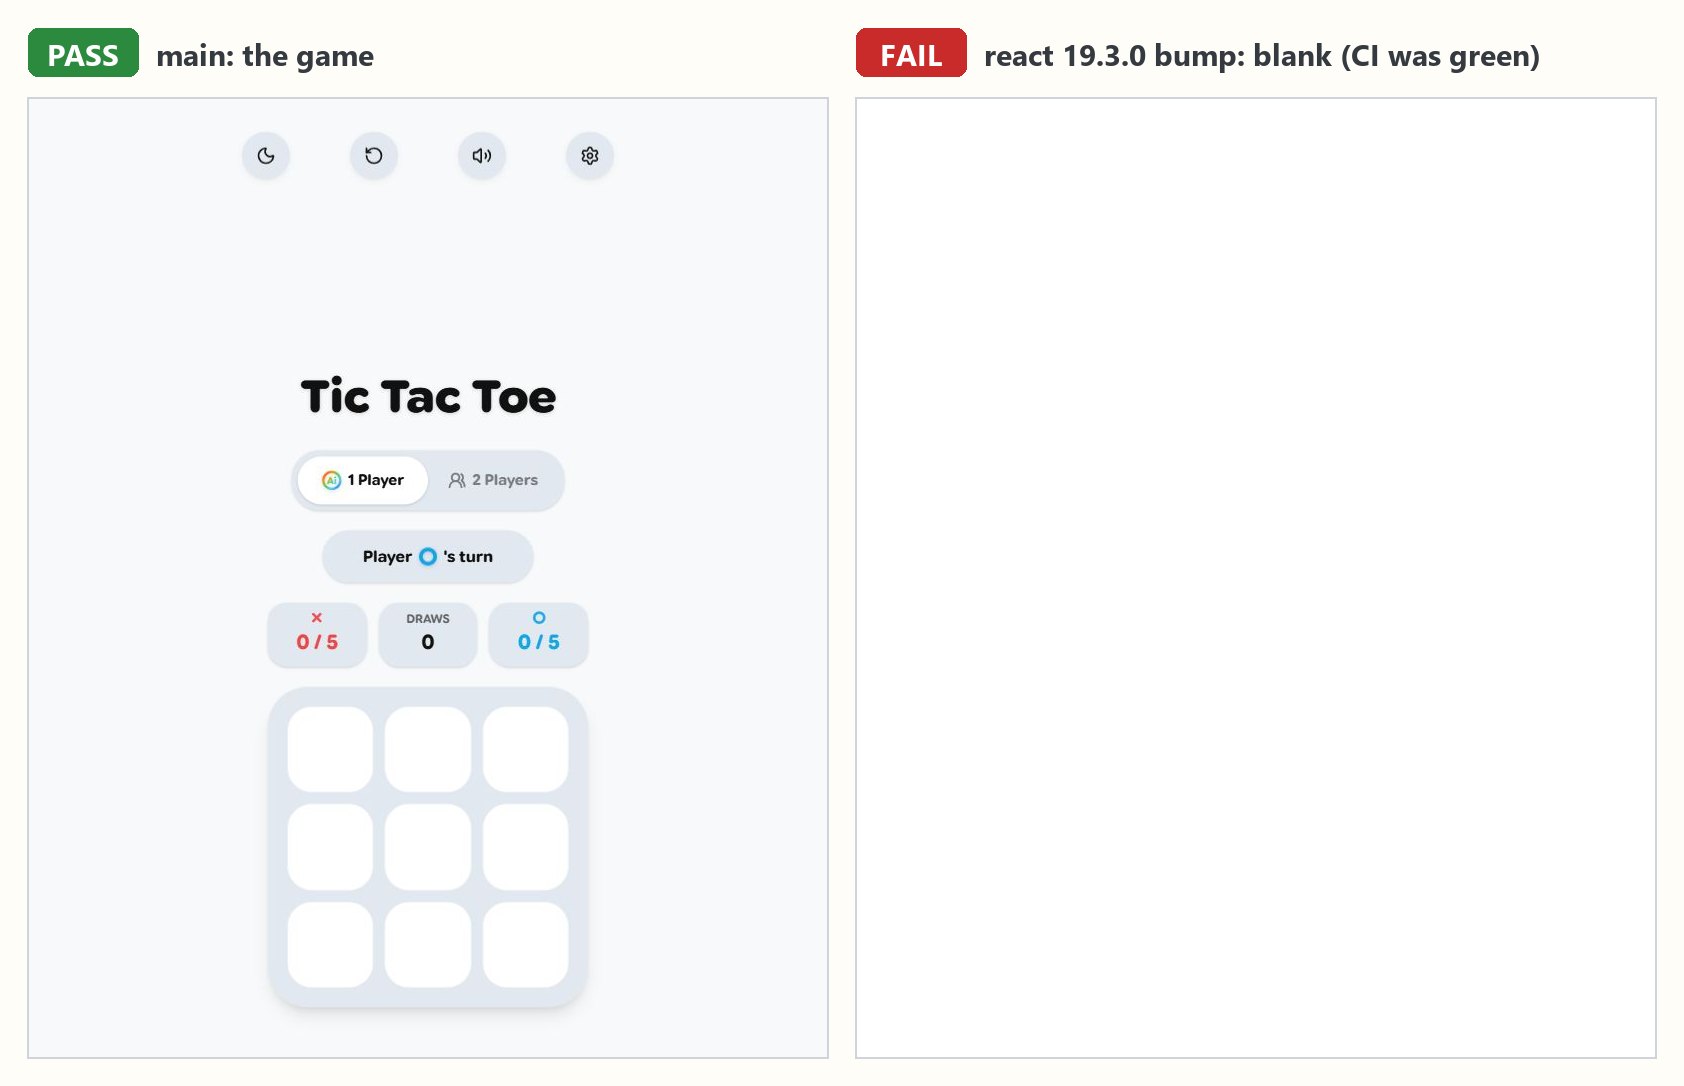 PASS main: the game
FAIL react 19.3.0 bump: blank (CI was green)
Tic Tac Toe
Ai 1 Player 2 Players
Player O 's turn
× DRAWS O
0 / 5 0 0 / 5